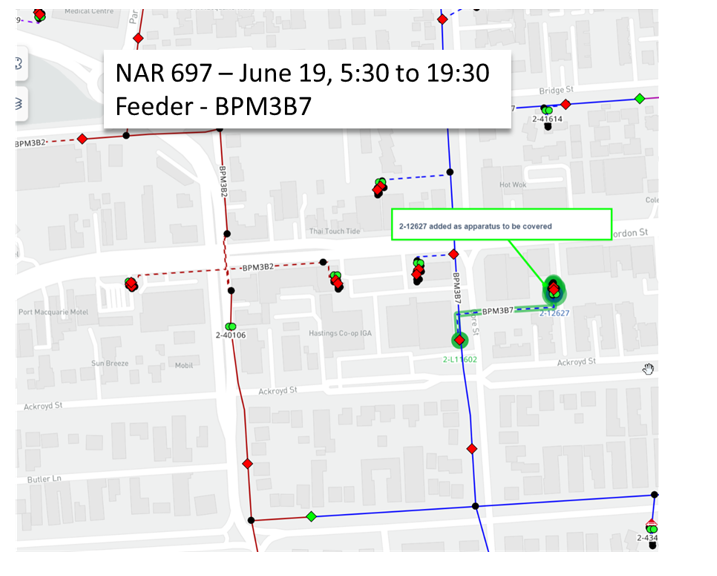 Medical Centre
Par
9-
NAR 697 – June 19, 5:30 to 19:30
Feeder - BPM3B7
Bridge St
7
2-41614
BPM3B2-
BPM3B2
Hot Wok
Cole
2-12627 added as apparatus to be covered
Thai Touch Tide
ordon St
-BPM3B2
BPM3B7
Port Macquarie Motel
BPM3B7
2-12627
2-40106
Hastings Co-op IGA
2-L11602
Sun Breeze
Mobil
Ackroyd St
Ackroyd St
Ackroyd St
Butler Ln
2-434